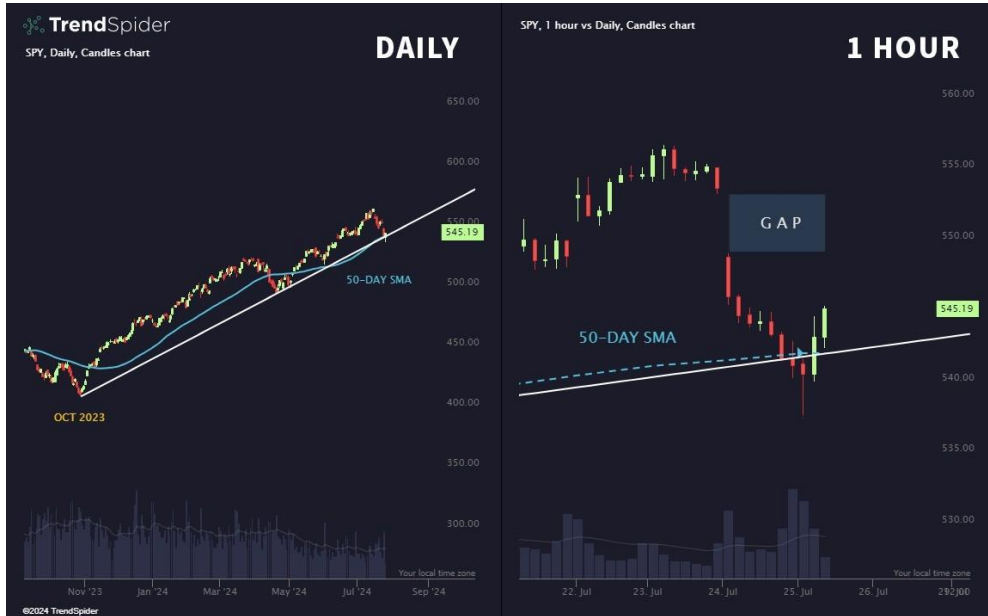 TrendSpider
SPY, Daily, Candles chart
DAILY
650.00
600.00
550.00
545.19
500.00
50-DAY SMA
450.00
400.00
OCT 2023
350.00
300.00
Your local time zone
Nov '23 Jan '24 Mar '24 May '24 Jul '24 Sep '24
©2024 TrendSpider
SPY, 1 hour vs Daily, Candles chart
1 HOUR
560.00
555.00
GAP
550.00
545.19
50-DAY SMA
540.00
535.00
530.00
Your local time zone
22. Jul 23. Jul 24. Jul 25. Jul 26. Jul